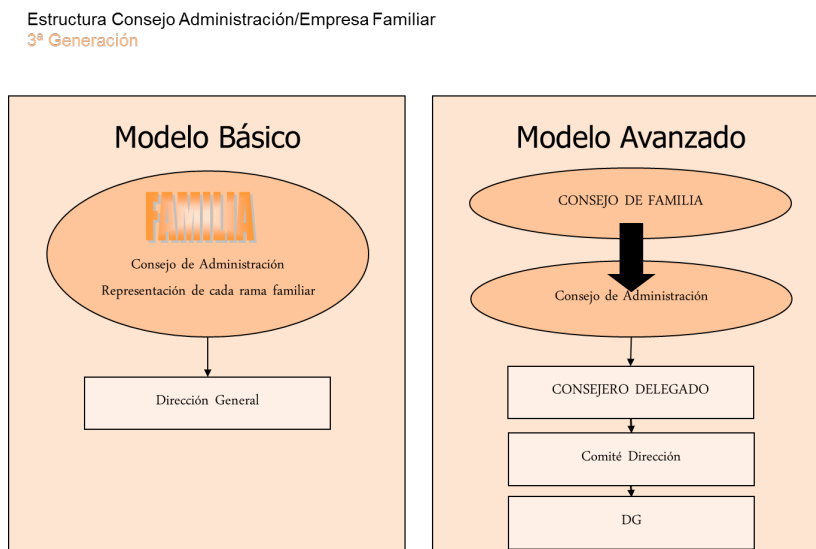 Estructura Consejo Administración/Empresa Familiar
3ª Generación
Modelo Básico
FAMILIA
Consejo de Administración
Representación de cada rama familiar
Dirección General
Modelo Avanzado
CONSEJO DE FAMILIA
Consejo de Administración
CONSEJERO DELEGADO
Comité Dirección
DG